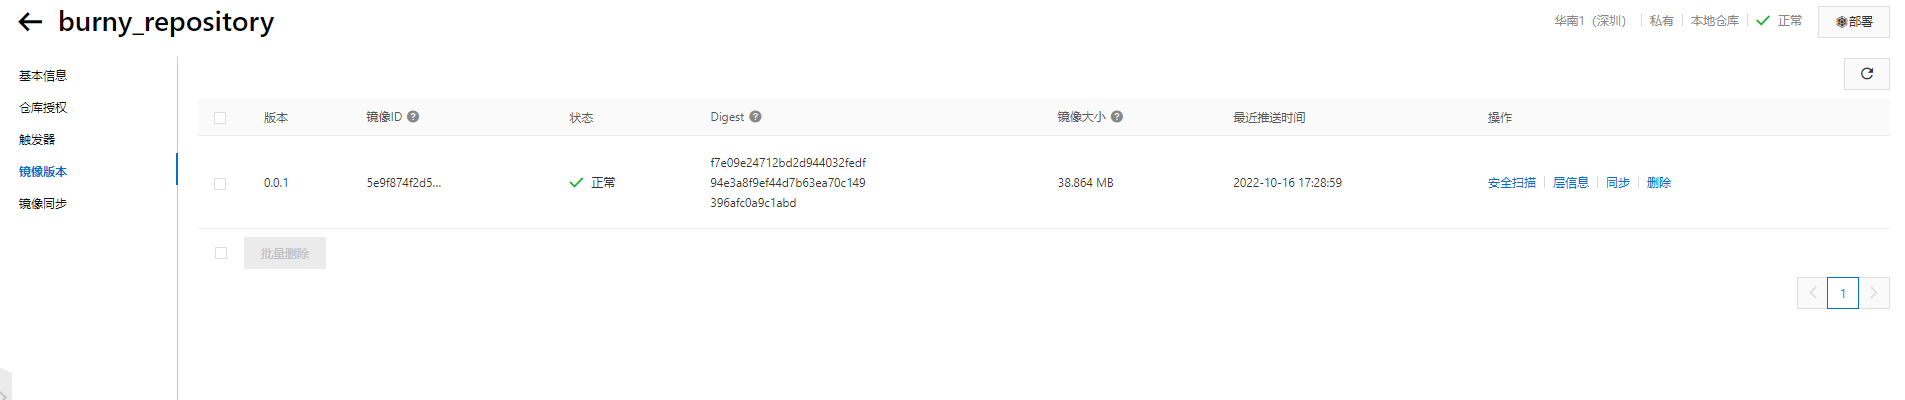 burny_repository
华南1（深圳） 私有 本地仓库 正常 部署
基本信息
仓库授权
触发器
镜像版本
镜像同步
版本 镜像ID 状态 Digest 镜像大小 最近推送时间 操作
0.0.1 5e9f874f2d5... 正常 f7e09e24712bd2d944032fedf
94e3a8f9ef44d7b63ea70c149
396afc0a9c1abd
38.864 MB 2022-10-16 17:28:59 安全扫描 层信息 同步 删除
批量删除
1